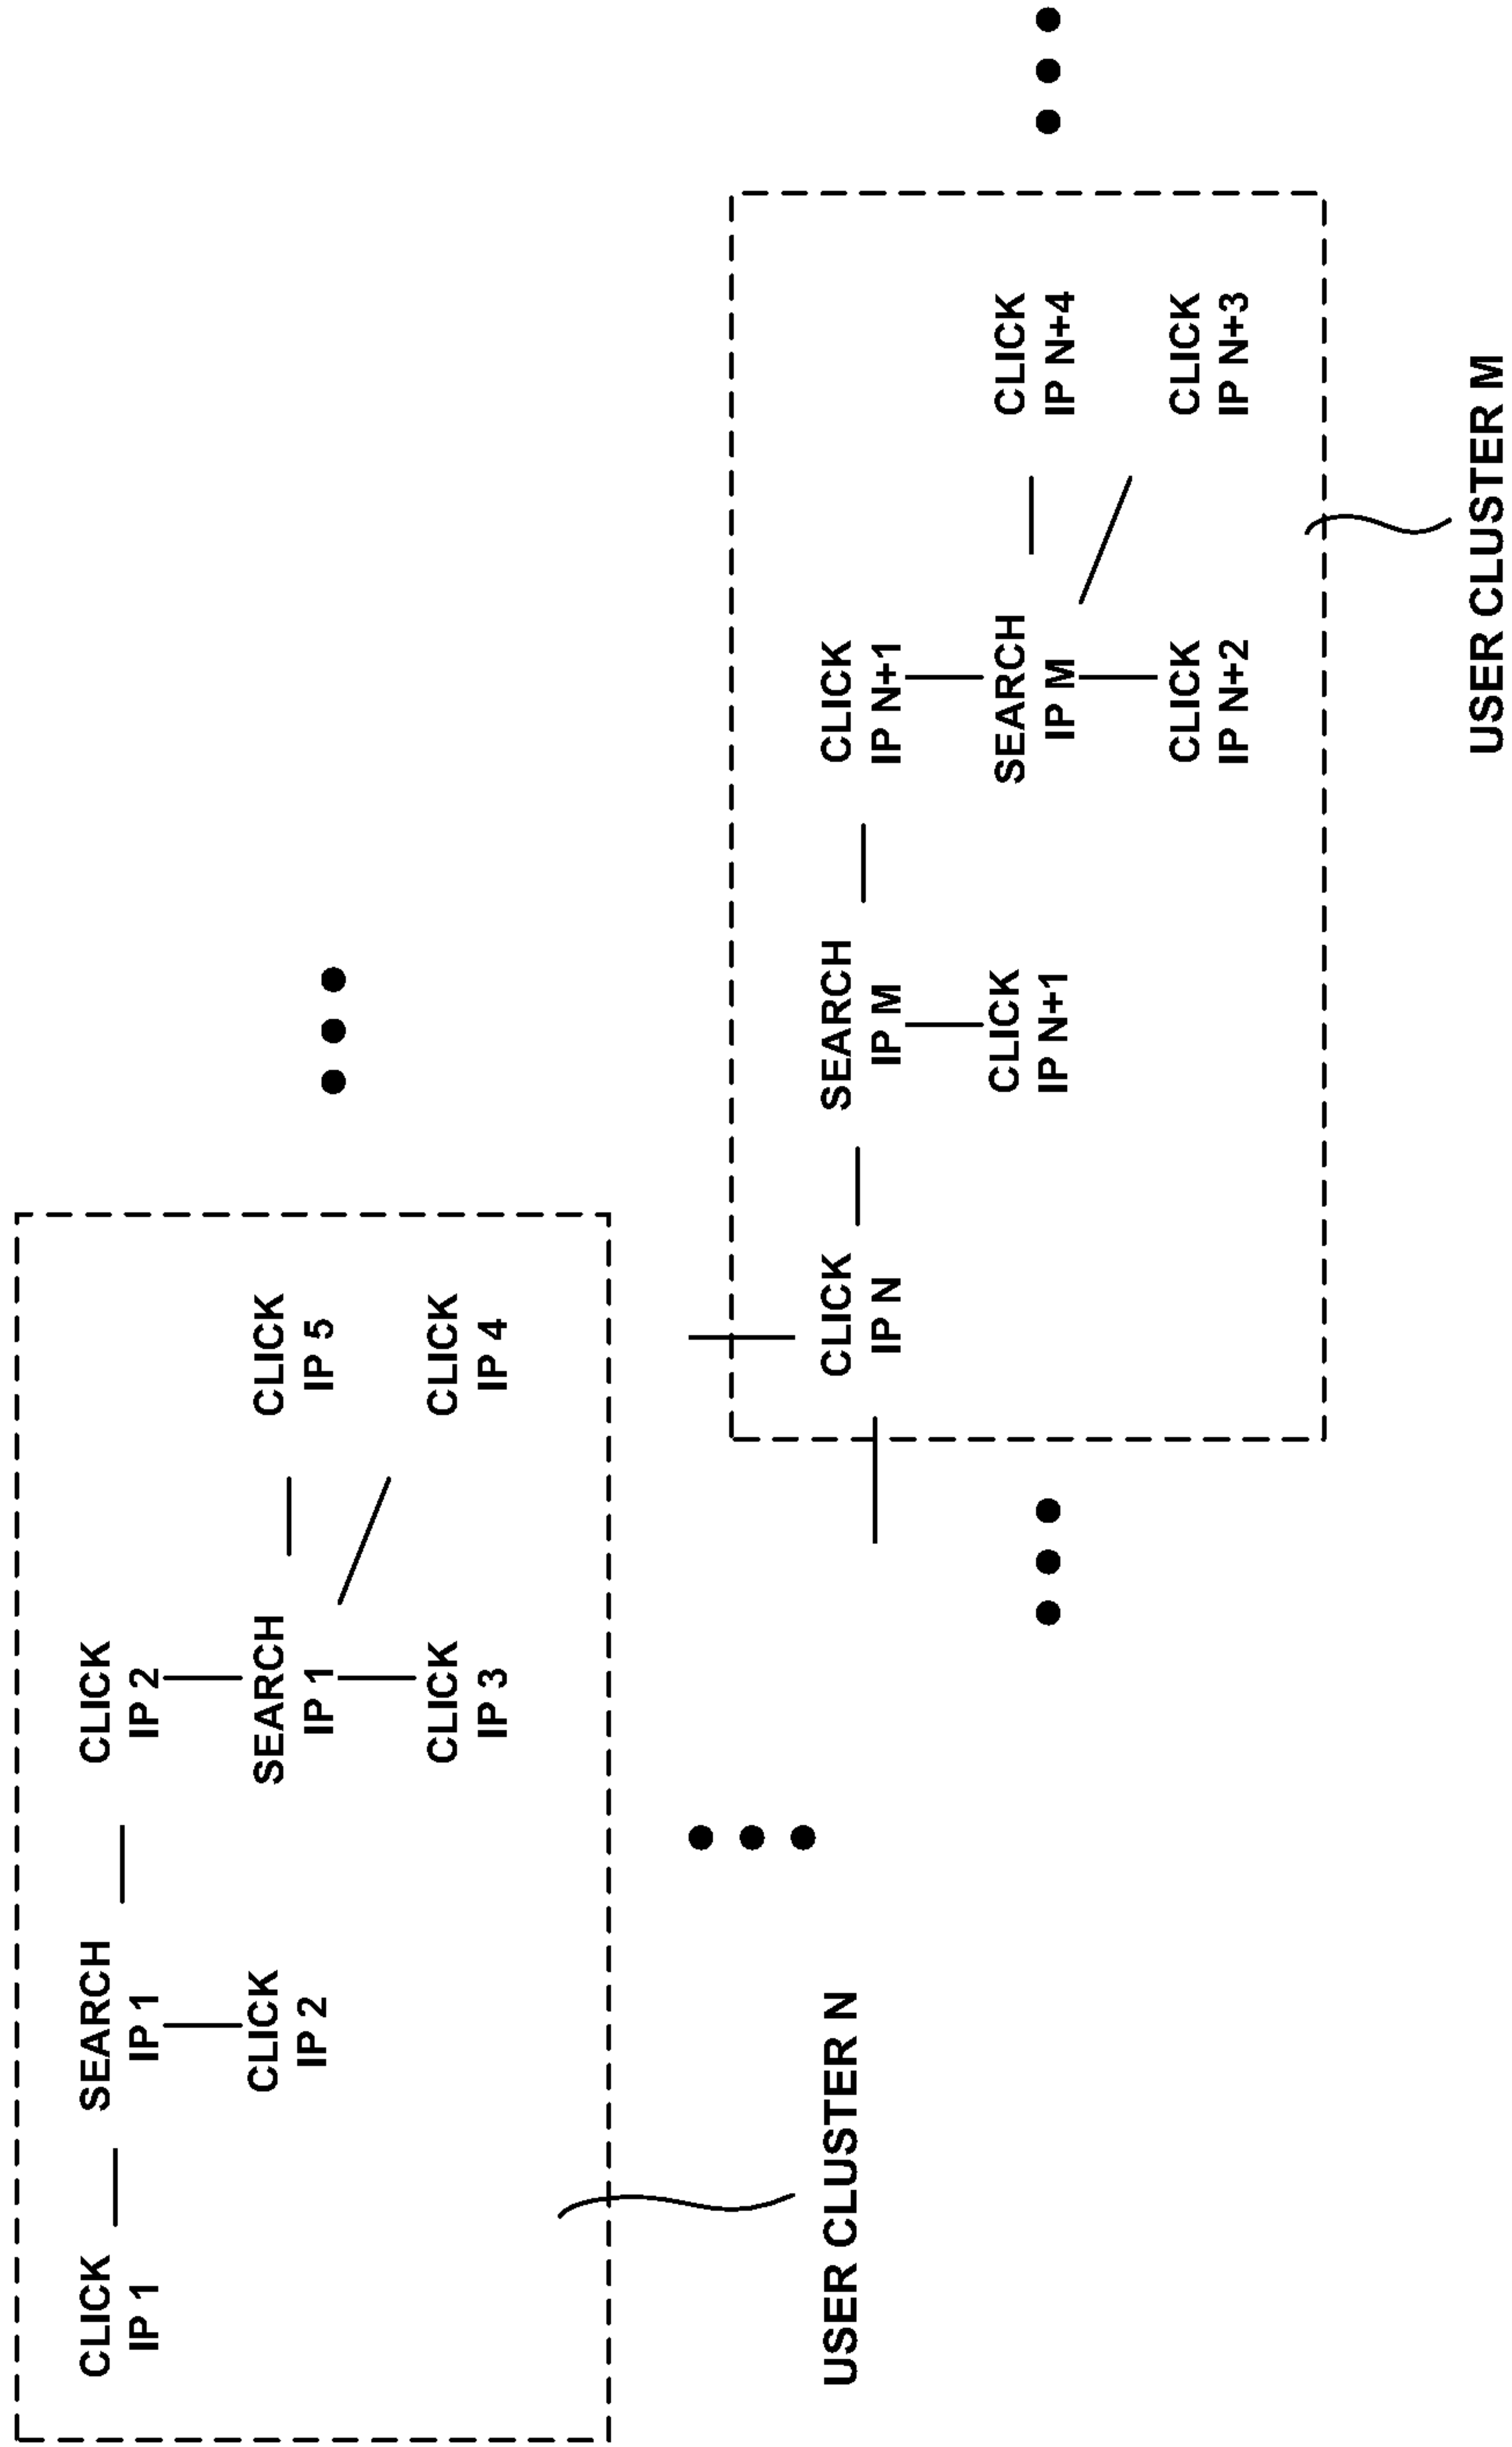 CLICK
IP 1
SEARCH
IP 1
CLICK
IP 2
CLICK
IP 2
SEARCH
IP 1
CLICK
IP 5
CLICK
IP 3
CLICK
IP 4
USER CLUSTER N
CLICK
IP N
SEARCH
IP M
CLICK
IP N+1
CLICK
IP N+1
SEARCH
IP M
CLICK
IP N+4
CLICK
IP N+2
CLICK
IP N+3
USER CLUSTER M